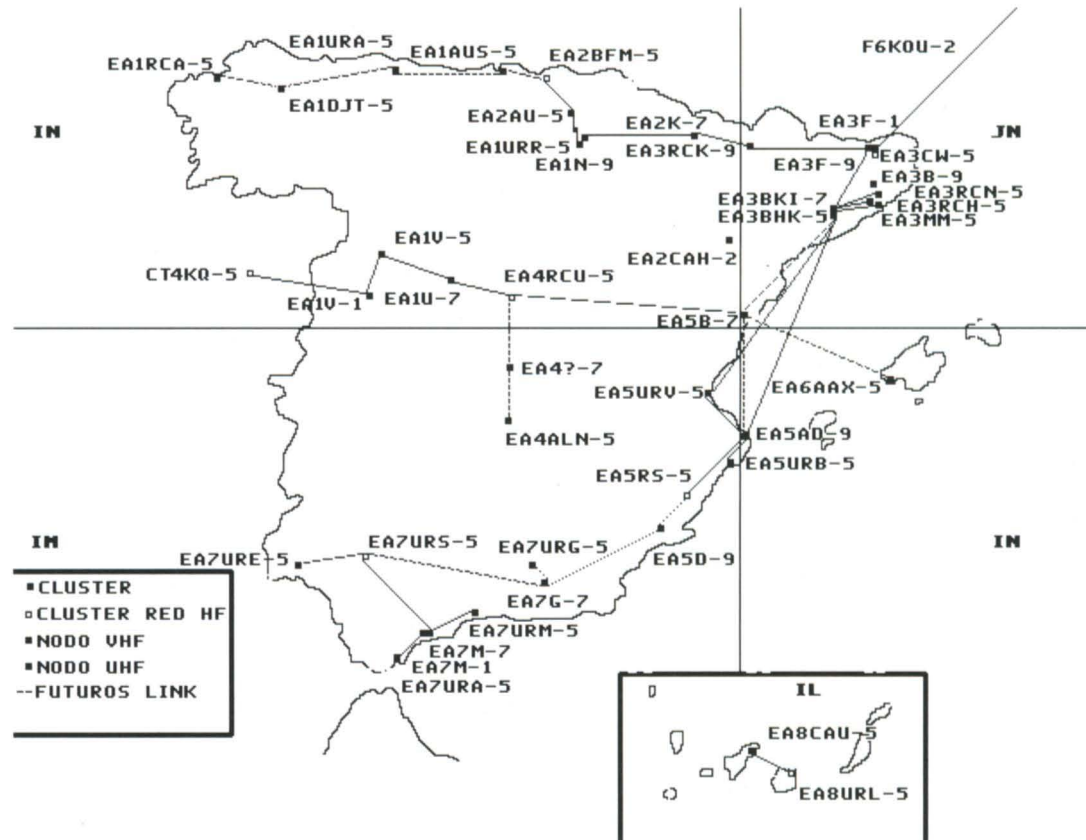 EA1URA-5
EA1AUS-5
EA2BFM-5
F6KOU-2
EA1RCA-5
EA1DJT-5
IN
EA2AU-5
EA2K-7
EA3F-1
JN
EA1URR-5
EA1N-9
EA3RCK-9
EA3F-9
EA3CW-5
EA3B-9
EA3BKI-7
EA3RCN-5
EA3BHK-5
EA3RCH-5
EA3MM-5
EA1V-5
EA2CAH-2
CT4KQ-5
EA4RCU-5
EA1V-1
EA1U-7
EA5B-7
EA4?-7
EA5URV-5
EA6AAX-5
EA4ALN-5
EA5AD-9
EA5URB-5
EA5RS-5
IM
EA7URS-5
EA7URG-5
IN
EA7URE-5
EA5D-9
EA7G-7
CLUSTER
CLUSTER RED HF
NODO VHF
NODO UHF
--FUTUROS LINK
EA7URM-5
EA7M-7
EA7M-1
EA7URA-5
IL
EA8CAU-5
EA8URL-5